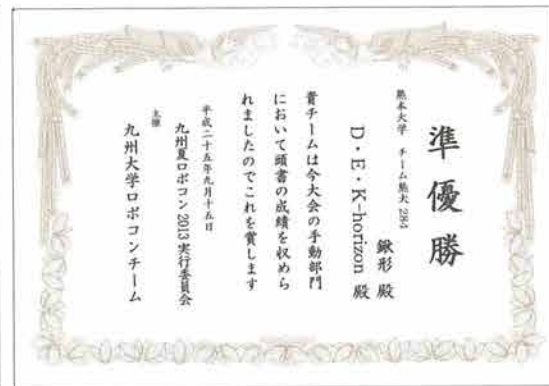 準優勝
熊本大学 チーム熊大
鍬形 殿
D・E・K-horizon 殿
貴チームは今大会の手動部門
において頭書の成績を収めら
れましたのでこれを賞します
平成二十五年九月十五日
九州夏ロボコン2013実行委員会
主催
九州大学ロボコンチーム